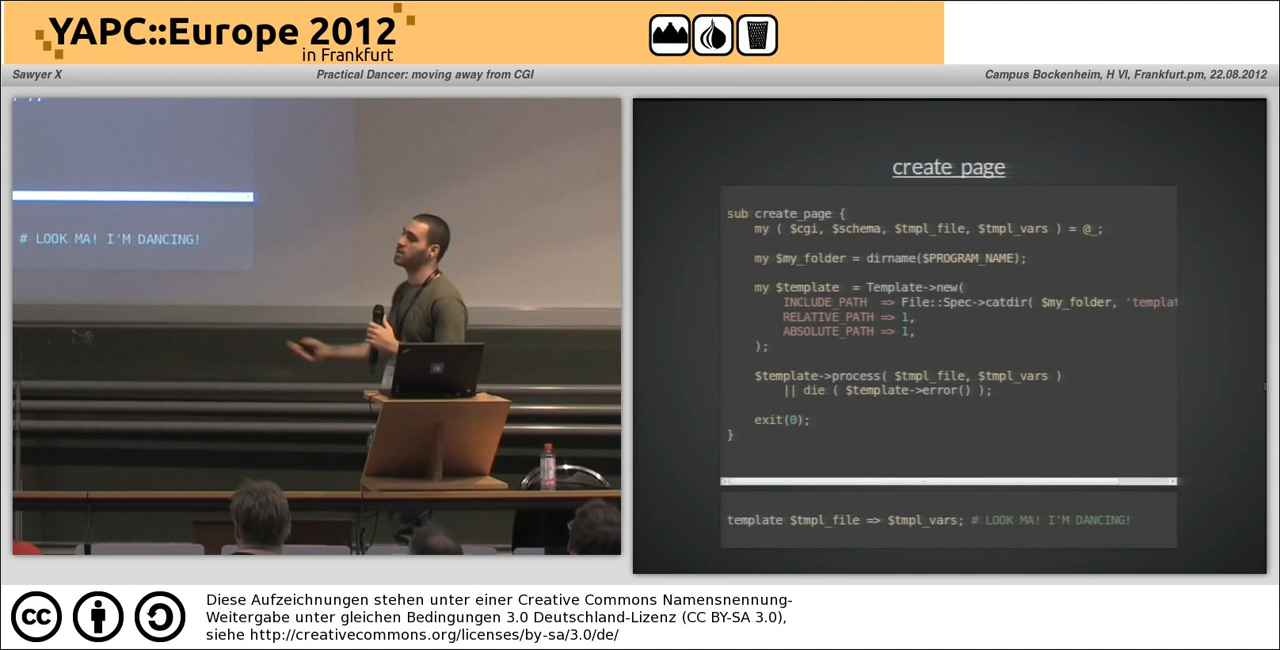 YAPC::Europe 2012
in Frankfurt
Sawyer X
Practical Dancer: moving away from CGI
Campus Bockenheim, H VI, Frankfurt.pm, 22.08.2012
# LOOK MA! I'M DANCING!
create page
sub create_page {
my ( $cgi, $schema, $tmpl_file, $tmpl_vars ) = @_;
my $my_folder = dirname($PROGRAM_NAME);
my $template = Template->new(
INCLUDE_PATH => File::Spec->catdir( $my_folder, 'templat
RELATIVE_PATH => 1,
ABSOLUTE_PATH => 1,
);
$template->process( $tmpl_file, $tmpl_vars )
|| die ( $template->error() );
exit(0);
}
template $tmpl_file => $tmpl_vars; # LOOK MA! I'M DANCING!
cc
Diese Aufzeichnungen stehen unter einer Creative Commons Namensnennung-
Weitergabe unter gleichen Bedingungen 3.0 Deutschland-Lizenz (CC BY-SA 3.0),
siehe http://creativecommons.org/licenses/by-sa/3.0/de/